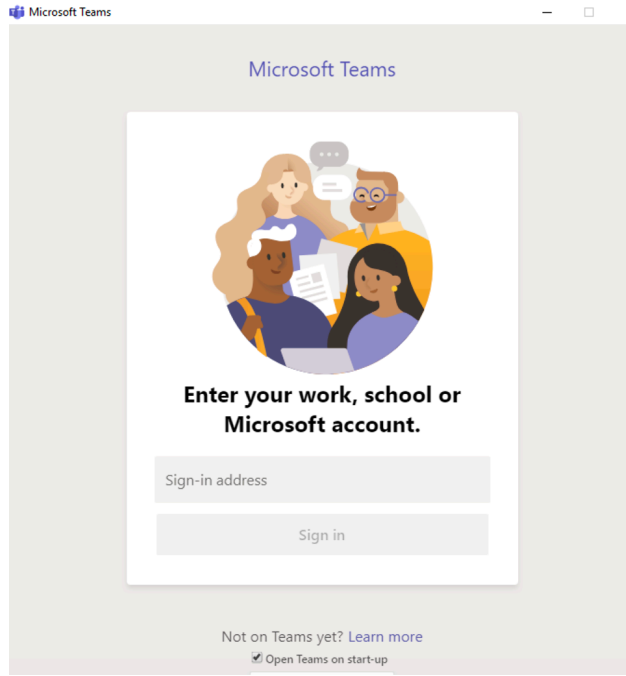 Microsoft Teams
Microsoft Teams
Enter your work, school or
Microsoft account.
Sign-in address
Sign in
Not on Teams yet? Learn more
Open Teams on start-up